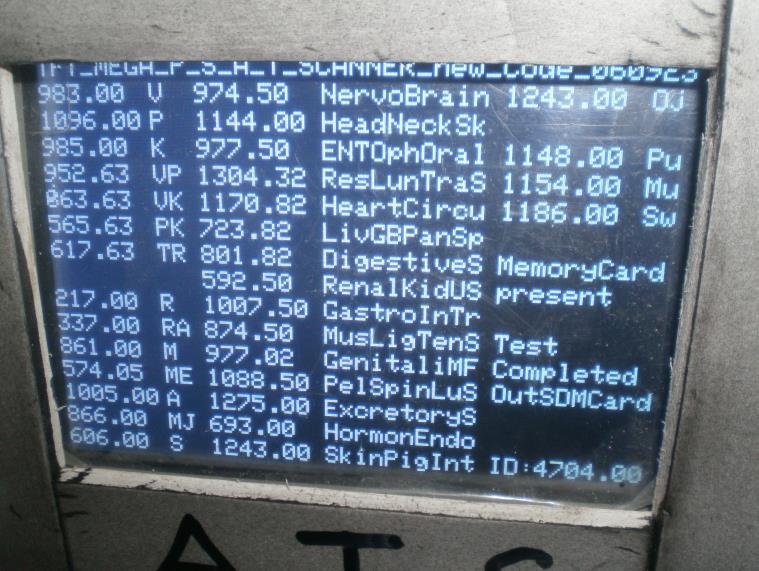 TFT_MEGA_P_S_A_T_SCANNER_New_Code_060923
983.00 V 974.50 NervoBrain 1243.00 OJ
1096.00 P 1144.00 HeadNeckSk
985.00 K 977.50 ENTOphOral 1148.00 Pu
952.63 VP 1304.32 ResLunTraS 1154.00 Mu
863.63 VK 1170.82 HeartCircu 1186.00 Sw
565.63 PK 723.82 LivGBPanSp
617.63 TR 801.82 DigestiveS MemoryCard
592.50 RenalKidUS present
217.00 R 1007.50 GastroInTr
337.00 RA 874.50 MusLigTenS Test
861.00 M 977.02 GenitaliMF Completed
574.05 ME 1088.50 PelSpinLuS OutSDMCard
1005.00 A 1275.00 ExcretoryS
866.00 MJ 693.00 HormonEndo
606.00 S 1243.00 SkinPigInt ID:4704.00
ATS